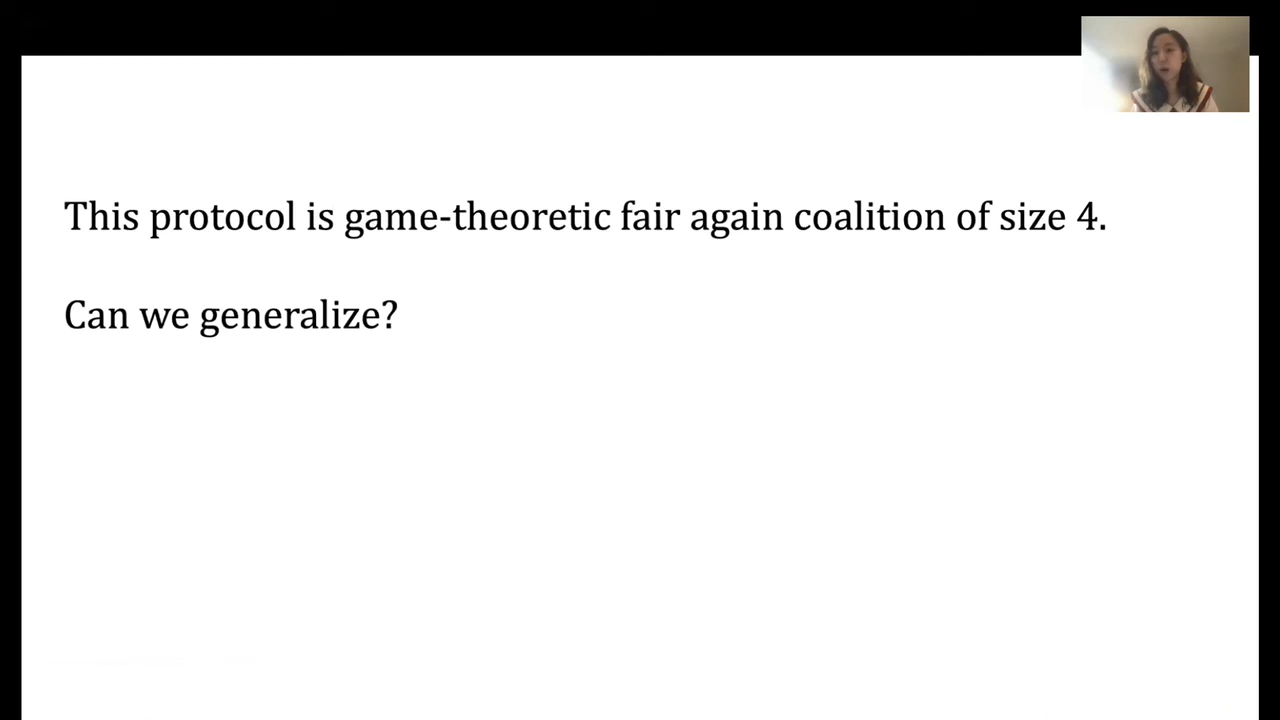 This protocol is game-theoretic fair again coalition of size 4.
Can we generalize?